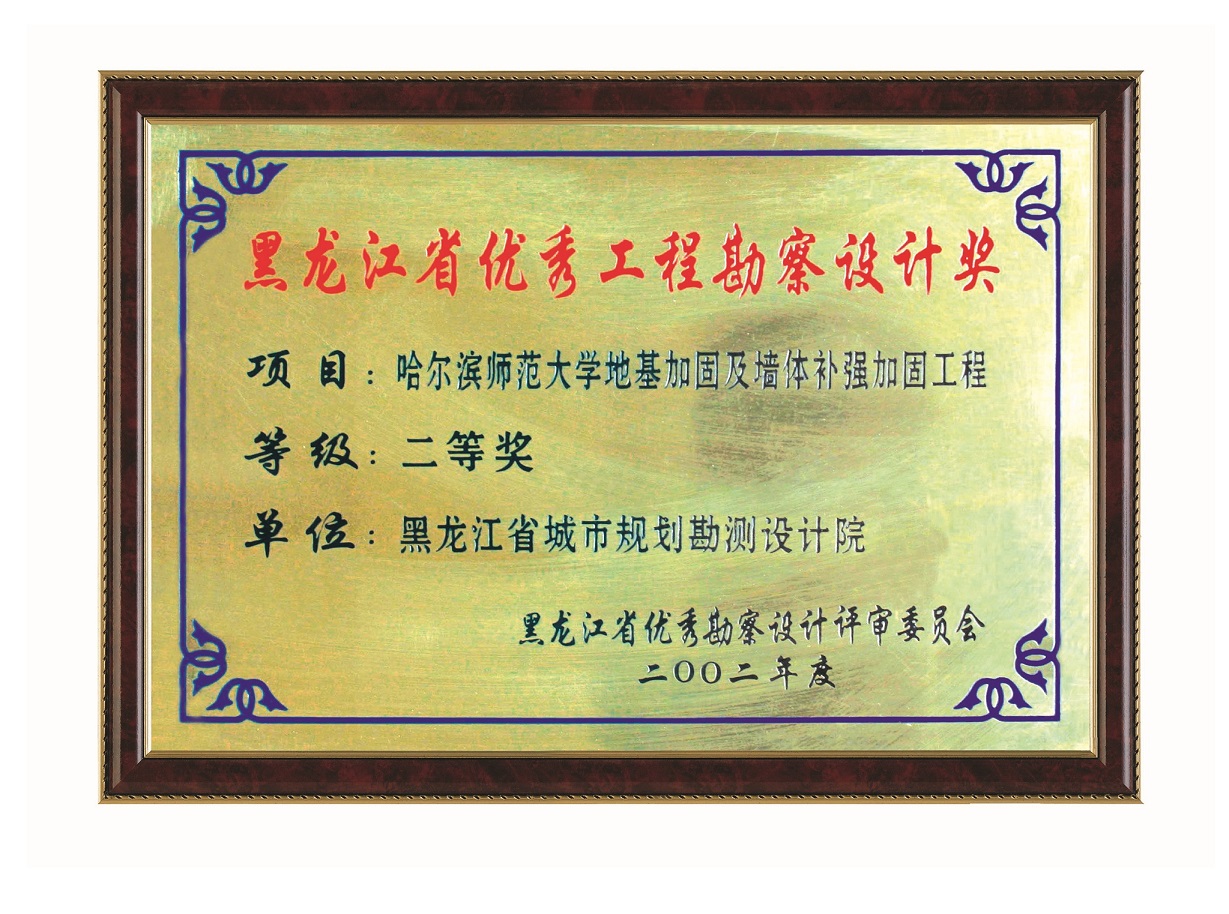 黑龙江省优秀工程勘察设计奖
项目：哈尔滨师范大学地基加固及墙体补强加固工程
等级：二等奖
单位：黑龙江省城市规划勘测设计院
黑龙江省优秀勘察设计评审委员会
二〇〇二年度